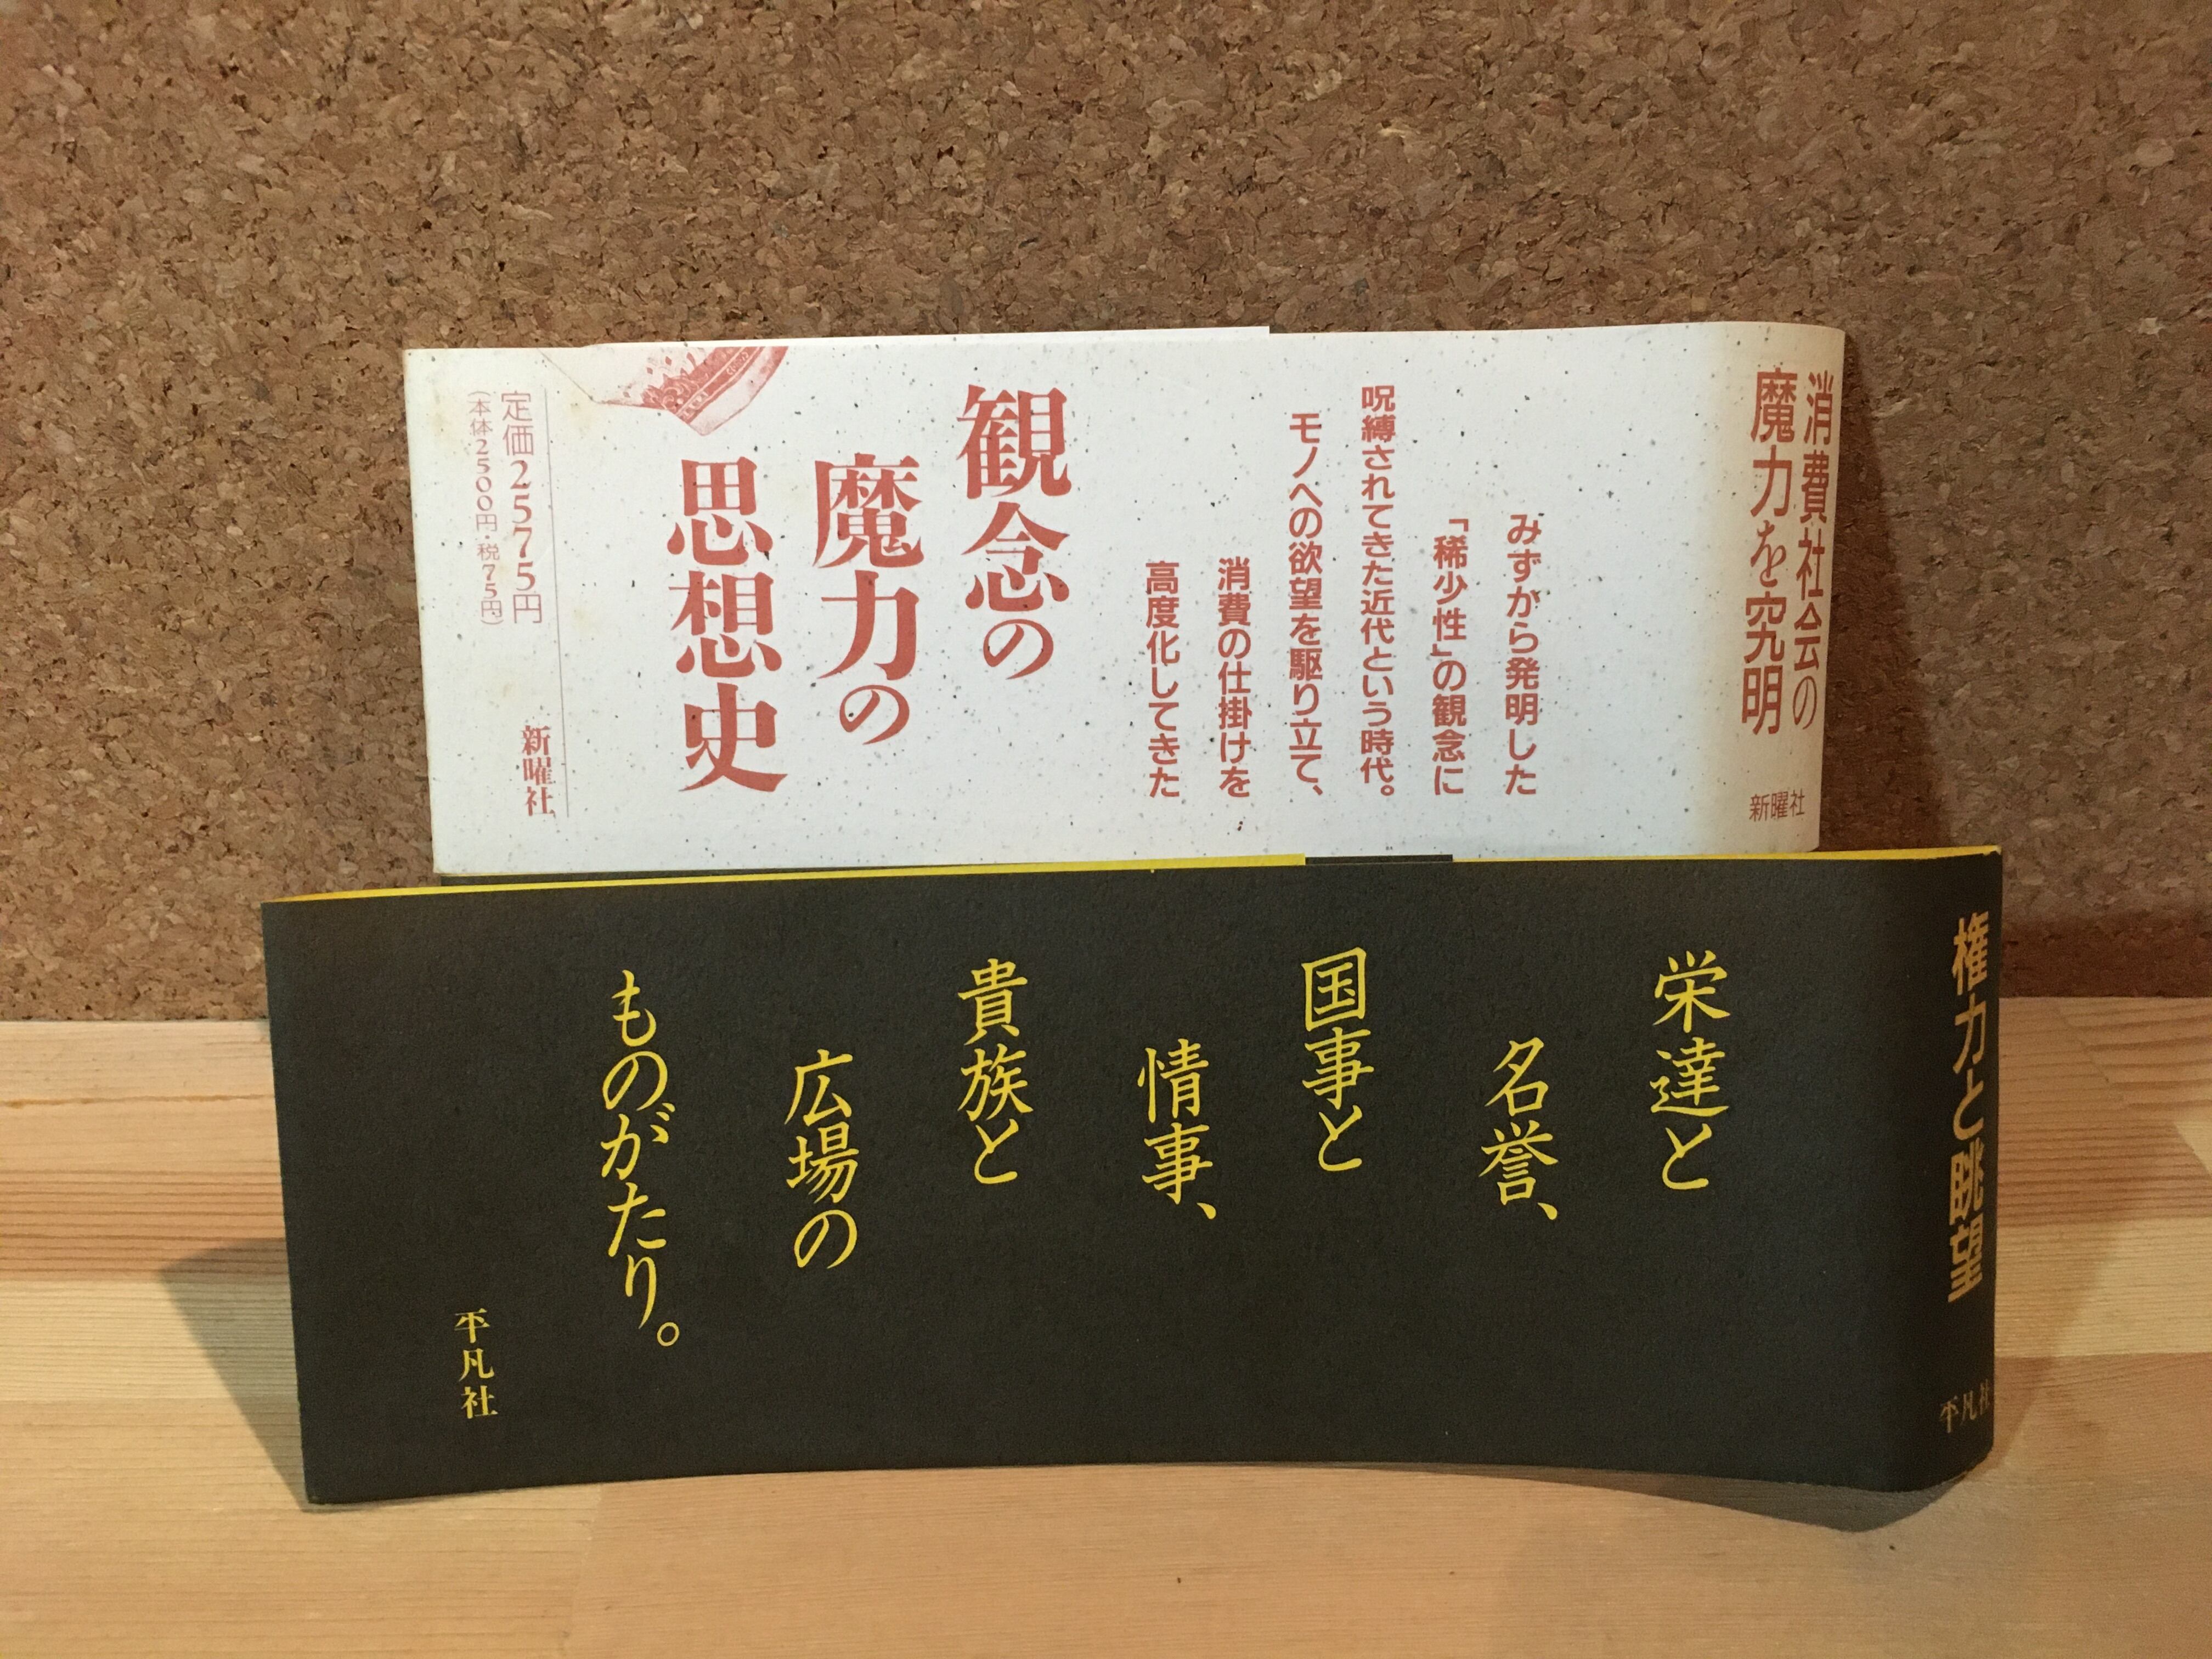 消費社会の
魔力を究明
新曜社
みずから発明した
「稀少性」の観念に
呪縛されてきた近代という時代。
モノへの欲望を駆り立て、
消費の仕掛けを
高度化してきた
観念の
魔力の
思想史
定価2575円
(本体2500円・税75円)
新曜社
権力と眺望
平凡社
栄達と
名誉、
国事と
情事、
貴族と
広場の
ものがたり。
平凡社